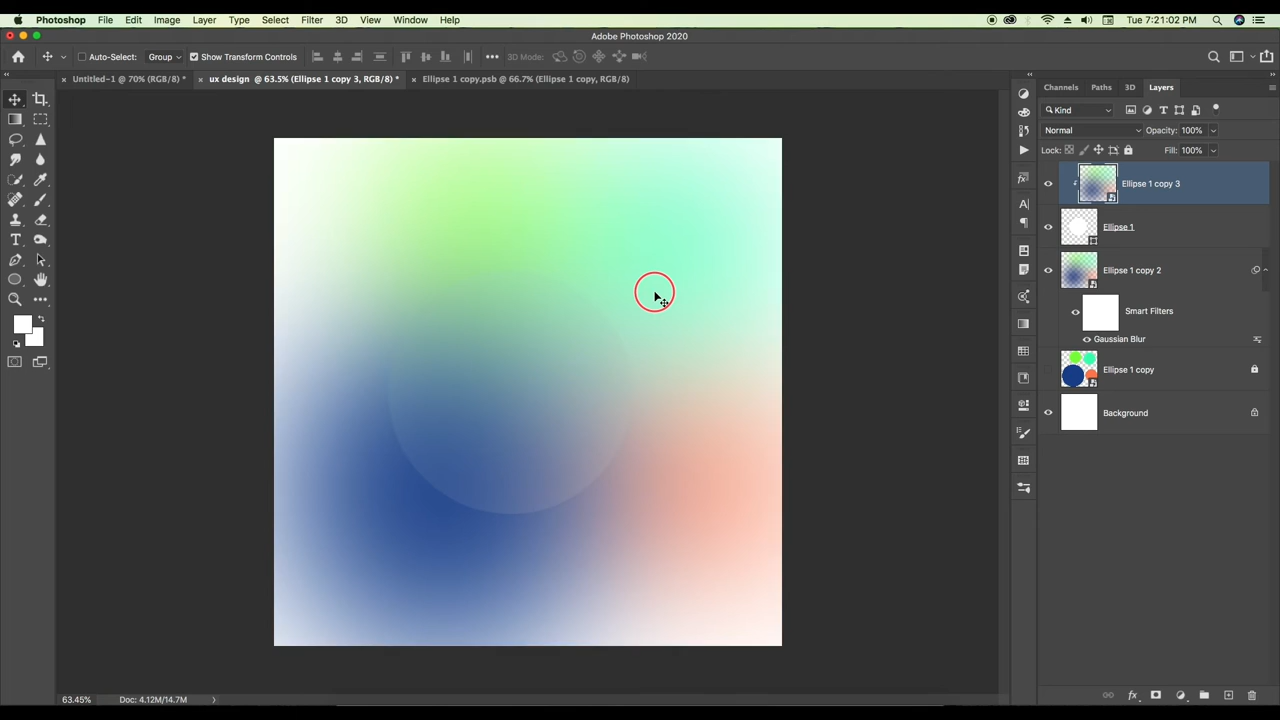 Photoshop File Edit Image Layer Type Select Filter 3D View Window Help Tue 7:21:02 PM
Adobe Photoshop 2020
Auto-Select: Group Show Transform Controls 3D Mode:
Untitled-1 @ 70% (RGB/8) * ux design @ 63.5% (Ellipse 1 copy 3, RGB/8) * Ellipse 1 copy.psb @ 66.7% (Ellipse 1 copy, RGB/8)
Channels Paths 3D Layers
Kind
Normal Opacity: 100%
Lock: Fill: 100%
Ellipse 1 copy 3
Ellipse 1
Ellipse 1 copy 2
Smart Filters
Gaussian Blur
Ellipse 1 copy
Background
63.45% Doc: 4.12M/14.7M